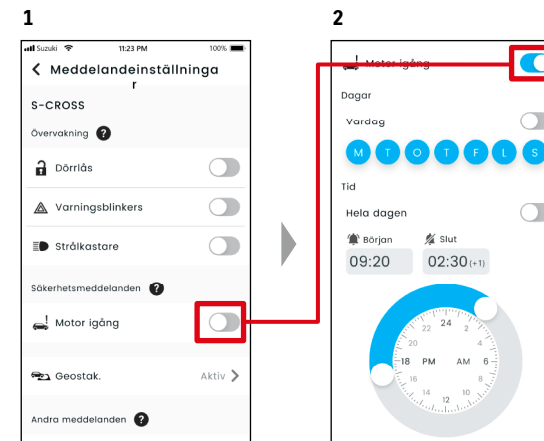 1
Suzuki 11:23 PM 100%
Meddelandeinställninga
r
S-CROSS
Övervakning ?
Dörrlås
Varningsblinkers
Strålkastare
Säkerhetsmeddelanden ?
Motor igång
Geostak. Aktiv
Andra meddelanden ?
2
Motor igång
Dagar
Vardag
M T O T F L S
Tid
Hela dagen
Början Slut
09:20 02:30 (+1)
22 24 2
20 4
18 PM AM 6
16 8
14 12 10